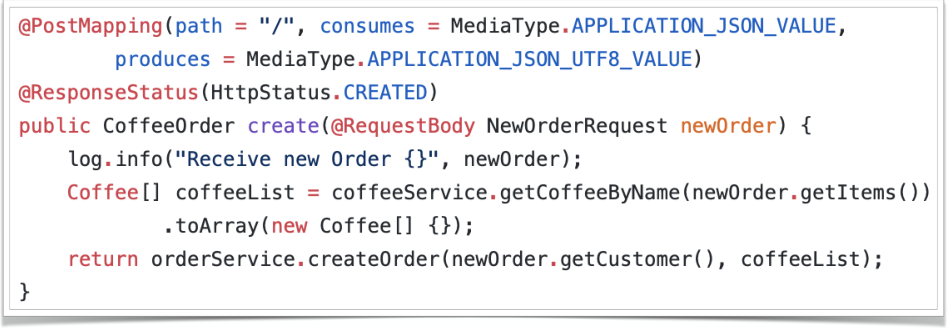 @PostMapping(path = "/", consumes = MediaType.APPLICATION_JSON_VALUE,
        produces = MediaType.APPLICATION_JSON_UTF8_VALUE)
@ResponseStatus(HttpStatus.CREATED)
public CoffeeOrder create(@RequestBody NewOrderRequest newOrder) {
    log.info("Receive new Order {}", newOrder);
    Coffee[] coffeeList = coffeeService.getCoffeeByName(newOrder.getItems())
            .toArray(new Coffee[] {});
    return orderService.createOrder(newOrder.getCustomer(), coffeeList);
}